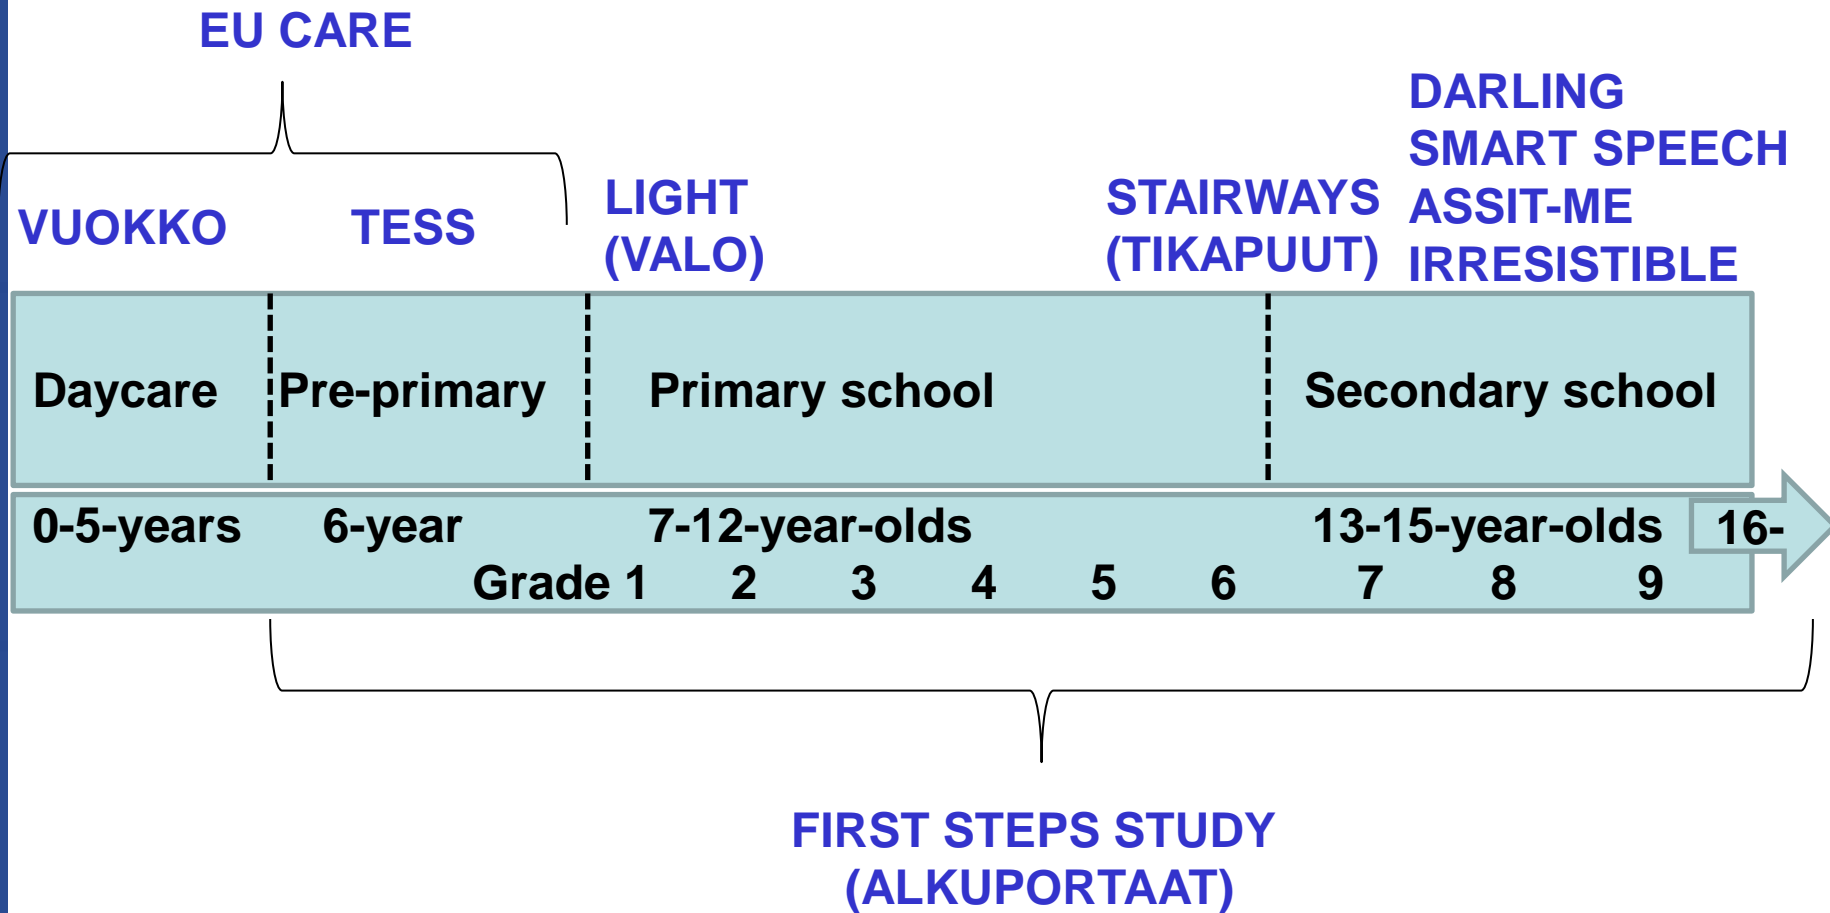 EU CARE
DARLING
SMART SPEECH
ASSIT-ME
IRRESISTIBLE
VUOKKO
TESS
LIGHT
(VALO)
STAIRWAYS
(TIKAPUUT)
Daycare
Pre-primary
Primary school
Secondary school
0-5-years
6-year
7-12-year-olds
13-15-year-olds
16-
Grade 1 2 3 4 5 6 7 8 9
FIRST STEPS STUDY
(ALKUPORTAAT)